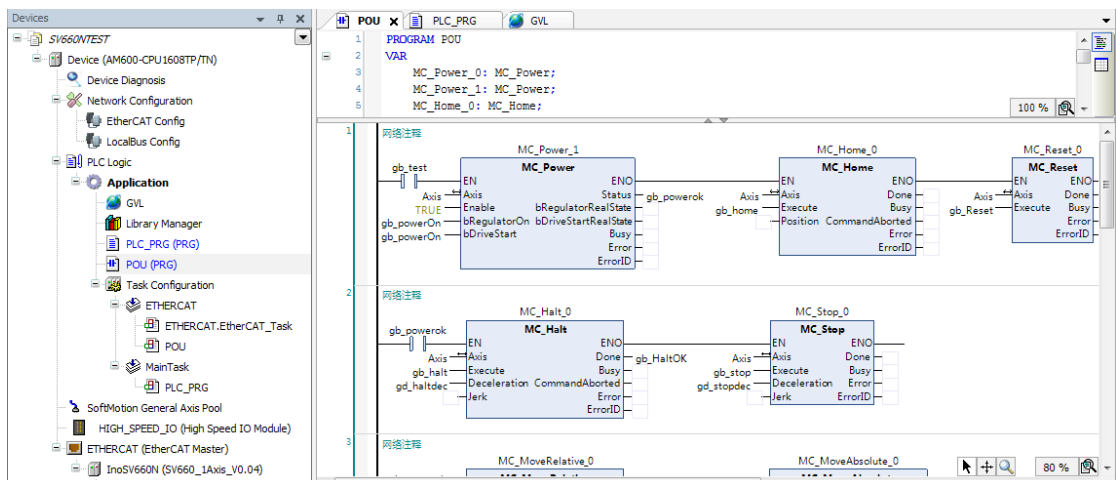 Devices
SV660NTEST
Device (AM600-CPU1608TP/TN)
Device Diagnosis
Network Configuration
EtherCAT Config
LocalBus Config
PLC Logic
Application
GVL
Library Manager
PLC_PRG (PRG)
POU (PRG)
Task Configuration
ETHERCAT
ETHERCAT.EtherCAT_Task
POU
MainTask
PLC_PRG
SoftMotion General Axis Pool
HIGH_SPEED_IO (High Speed IO Module)
ETHERCAT (EtherCAT Master)
InoSV660N (SV660_1Axis_V0.04)
POU PLC_PRG GVL
1 PROGRAM POU
2 VAR
3 MC_Power_0: MC_Power;
4 MC_Power_1: MC_Power;
5 MC_Home_0: MC_Home;
100 %
1 网络注释
MC_Power_1 MC_Home_0 MC_Reset_0
gb_test MC_Power MC_Home MC_Reset
EN ENO EN ENO EN ENO
Axis Axis Status gb_powerok Axis Axis Done Axis Axis Done
TRUE Enable bRegulatorRealState gb_home Execute Busy gb_Reset Execute Busy
gb_powerOn bRegulatorOn bDriveStartRealState Position CommandAborted Error
gb_powerOn bDriveStart Busy Error ErrorID
Error ErrorID
ErrorID
2 网络注释
MC_Halt_0 MC_Stop_0
gb_powerok MC_Halt MC_Stop
EN ENO EN ENO
Axis Axis Done gb_HaltOK Axis Axis Done
gb_halt Execute Busy gb_stop Execute Busy
gd_haltdec Deceleration CommandAborted gd_stopdec Deceleration Error
Jerk Error Jerk ErrorID
ErrorID
3 网络注释
MC_MoveRelative_0 MC_MoveAbsolute_0
80 %